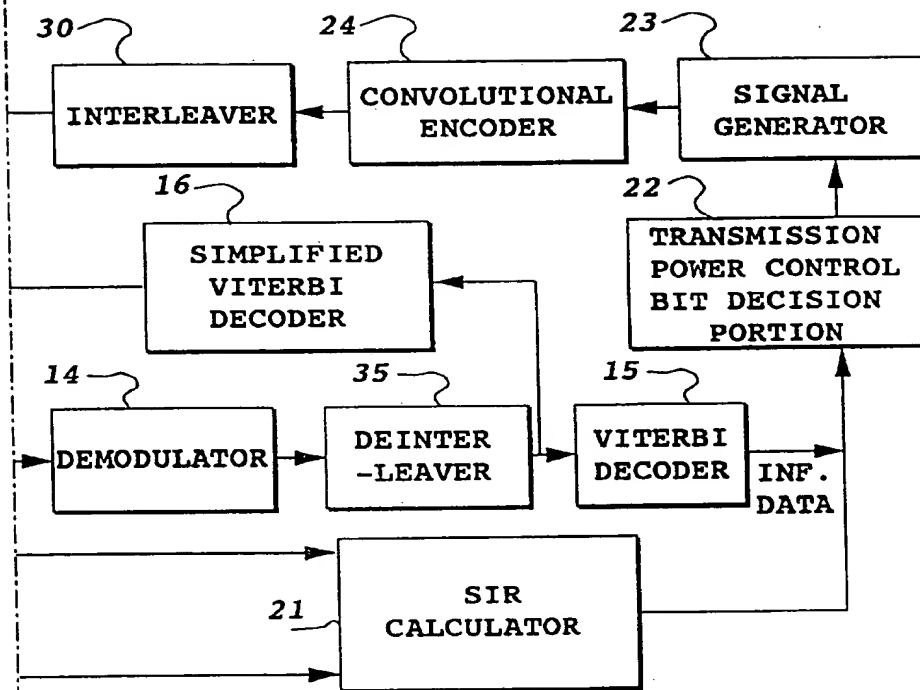 30
24
23
INTERLEAVER
CONVOLUTIONAL
ENCODER
SIGNAL
GENERATOR
16
22
SIMPLIFIED
VITERBI
DECODER
TRANSMISSION
POWER CONTROL
BIT DECISION
PORTION
14
35
15
DEMODULATOR
DEINTER
-LEAVER
VITERBI
DECODER
INF.
DATA
21
SIR
CALCULATOR